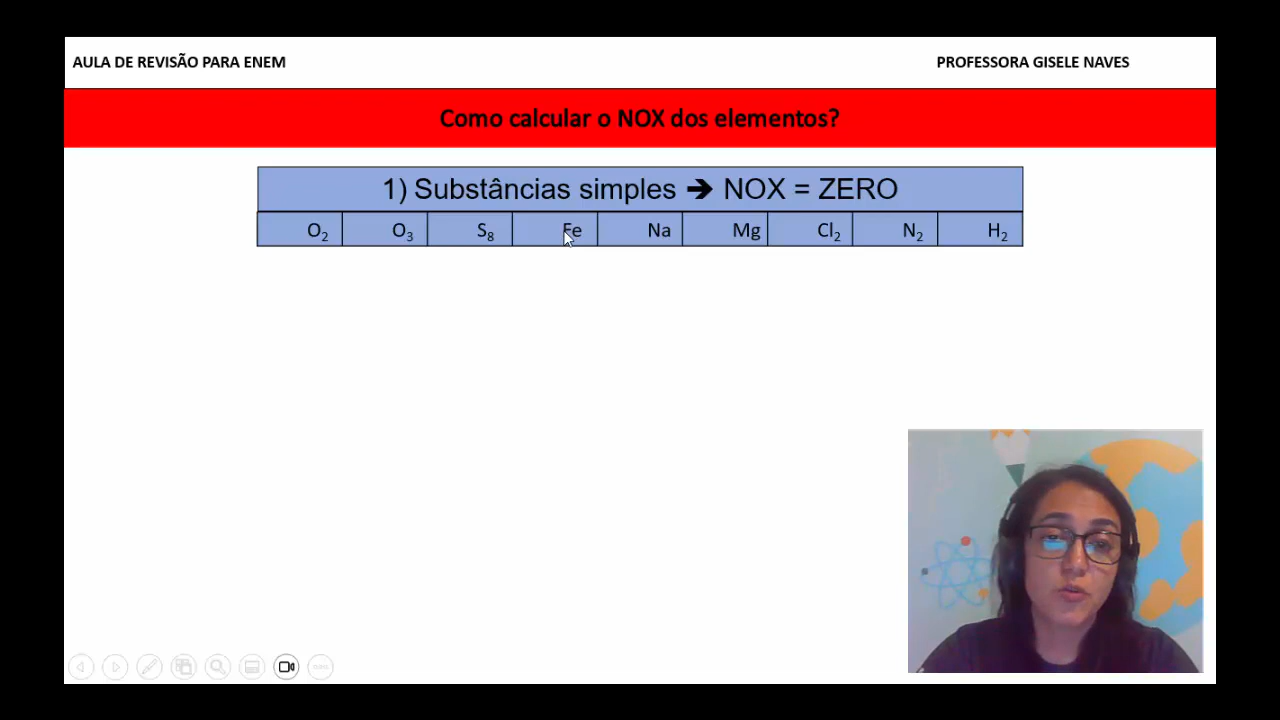 AULA DE REVISÃO PARA ENEM PROFESSORA GISELE NAVES
Como calcular o NOX dos elementos?
1) Substâncias simples 🡺 NOX = ZERO
O₂ O₃ S₈ Fe Na Mg Cl₂ N₂ H₂